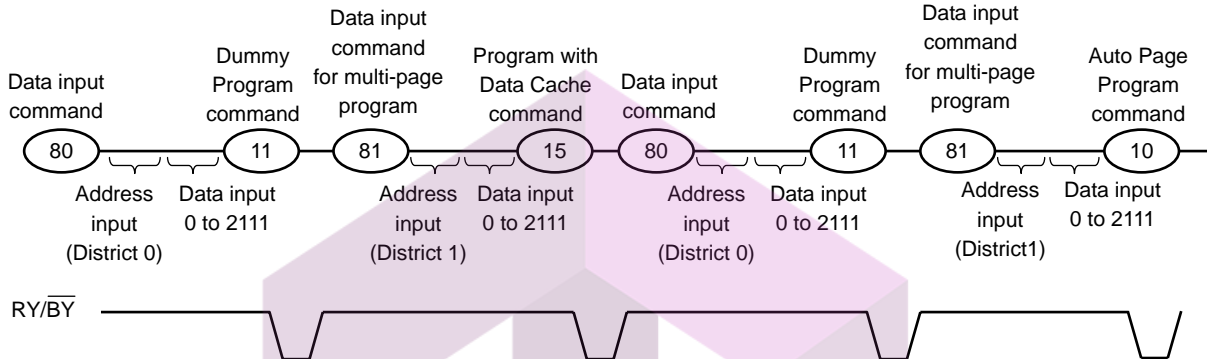 Data input
command
80
Address
input
(District 0)
Data input
0 to 2111
Dummy
Program
command
11
Data input
command
for multi-page
program
81
Address
input
(District 1)
Data input
0 to 2111
Program with
Data Cache
command
15
Data input
command
80
Address
input
(District 0)
Data input
0 to 2111
Dummy
Program
command
11
Data input
command
for multi-page
program
81
Address
input
(District1)
Data input
0 to 2111
Auto Page
Program
command
10
RY/BY